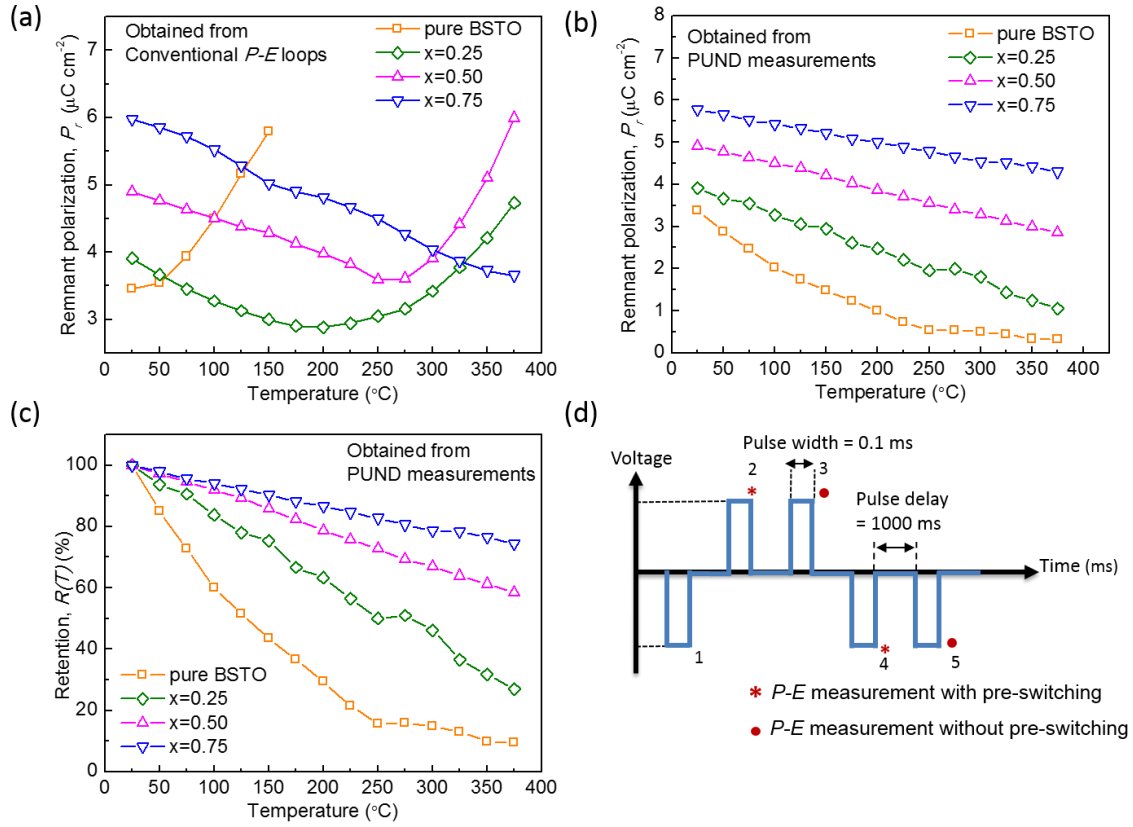 (a)
Obtained from
Conventional P-E loops
pure BSTO
x=0.25
x=0.50
x=0.75
Remnant polarization, Pr (μC cm-2)
7
6
5
4
3
0 50 100 150 200 250 300 350 400
Temperature (°C)
(b)
Obtained from
PUND measurements
pure BSTO
x=0.25
x=0.50
x=0.75
Remnant polarization, Pr (μC cm-2)
8
7
6
5
4
3
2
1
0
0 50 100 150 200 250 300 350 400
Temperature (°C)
(c)
Obtained from
PUND measurements
Retention, R(T) (%)
100
80
60
40
20
0
pure BSTO
x=0.25
x=0.50
x=0.75
0 50 100 150 200 250 300 350 400
Temperature (°C)
(d)
Pulse width = 0.1 ms
Voltage
2
*
3
Pulse delay
= 1000 ms
Time (ms)
1
4
*
5
* P-E measurement with pre-switching
● P-E measurement without pre-switching